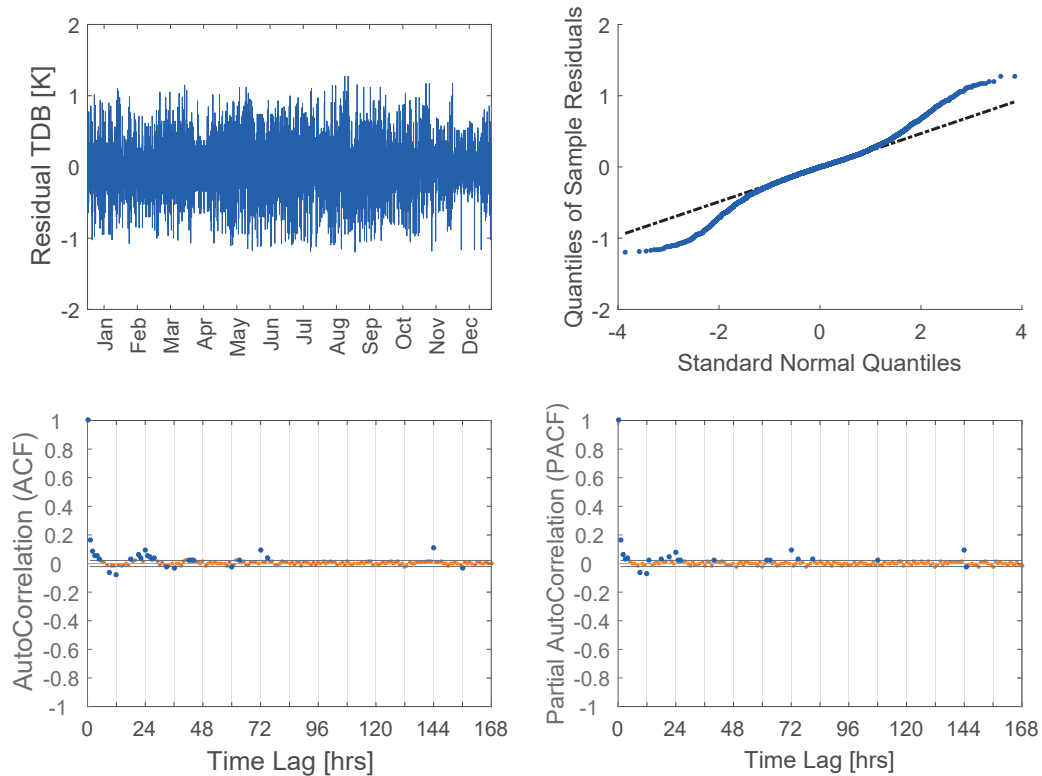 2
1
0
-1
-2
Residual TDB [K]
Jan
Feb
Mar
Apr
May
Jun
Jul
Aug
Sep
Oct
Nov
Dec
2
1
0
-1
-2
Quantiles of Sample Residuals
-4
-2
0
2
4
Standard Normal Quantiles
1
0.8
0.6
0.4
0.2
0
-0.2
-0.4
-0.6
-0.8
-1
AutoCorrelation (ACF)
0 24 48 72 96 120 144 168
Time Lag [hrs]
1
0.8
0.6
0.4
0.2
0
-0.2
-0.4
-0.6
-0.8
-1
Partial AutoCorrelation (PACF)
0 24 48 72 96 120 144 168
Time Lag [hrs]